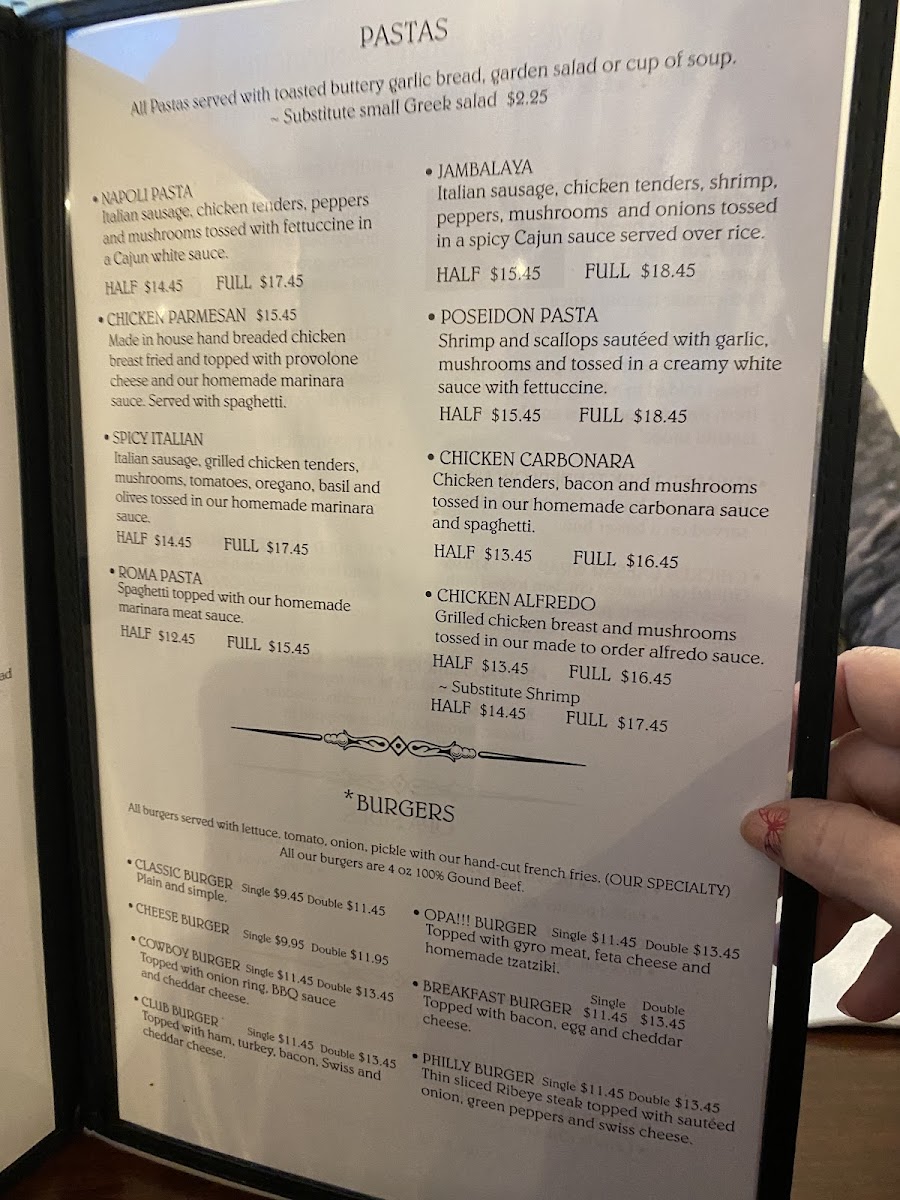 PASTAS
All Pastas served with toasted buttery garlic bread, garden salad or cup of soup.
~ Substitute small Greek salad $2.25
• NAPOLI PASTA
Italian sausage, chicken tenders, peppers
and mushrooms tossed with fettuccine in
a Cajun white sauce.
HALF $14.45 FULL $17.45
• CHICKEN PARMESAN $15.45
Made in house hand breaded chicken
breast fried and topped with provolone
cheese and our homemade marinara
sauce. Served with spaghetti.
• SPICY ITALIAN
Italian sausage, grilled chicken tenders,
mushrooms, tomatoes, oregano, basil and
olives tossed in our homemade marinara
sauce.
HALF $14.45 FULL $17.45
• ROMA PASTA
Spaghetti topped with our homemade
marinara meat sauce.
HALF $12.45 FULL $15.45
• JAMBALAYA
Italian sausage, chicken tenders, shrimp,
peppers, mushrooms and onions tossed
in a spicy Cajun sauce served over rice.
HALF $15.45 FULL $18.45
• POSEIDON PASTA
Shrimp and scallops sautéed with garlic,
mushrooms and tossed in a creamy white
sauce with fettuccine.
HALF $15.45 FULL $18.45
• CHICKEN CARBONARA
Chicken tenders, bacon and mushrooms
tossed in our homemade carbonara sauce
and spaghetti.
HALF $13.45 FULL $16.45
• CHICKEN ALFREDO
Grilled chicken breast and mushrooms
tossed in our made to order alfredo sauce.
HALF $13.45 FULL $16.45
~ Substitute Shrimp
HALF $14.45 FULL $17.45
*BURGERS
All burgers served with lettuce, tomato, onion, pickle with our hand-cut french fries. (OUR SPECIALTY)
All our burgers are 4 oz 100% Gound Beef.
• CLASSIC BURGER Single $9.45 Double $11.45
Plain and simple.
• CHEESE BURGER Single $9.95 Double $11.95
• COWBOY BURGER Single $11.45 Double $13.45
Topped with onion ring, BBQ sauce
and cheddar cheese.
• CLUB BURGER Single $11.45 Double $13.45
Topped with ham, turkey, bacon, Swiss and
cheddar cheese.
• OPA!!! BURGER Single $11.45 Double $13.45
Topped with gyro meat, feta cheese and
homemade tzatziki.
Single Double
• BREAKFAST BURGER $11.45 $13.45
Topped with bacon, egg and cheddar
cheese.
• PHILLY BURGER Single $11.45 Double $13.45
Thin sliced Ribeye steak topped with sautéed
onion, green peppers and swiss cheese.